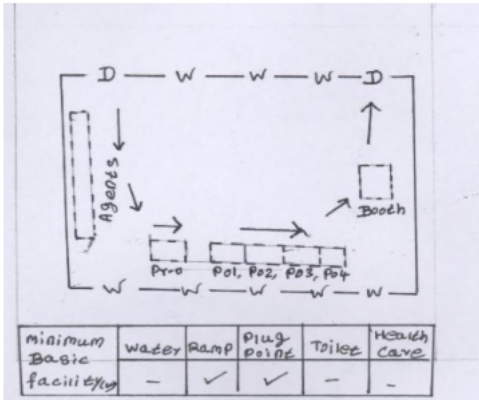 D W W W D
Agents
Booth
Pr.o PO1, PO2, PO3, PO4
W W W W W
minimum Basic facility(s) Water Ramp Plug Point Toilet Health Care
- ✓ ✓ - -